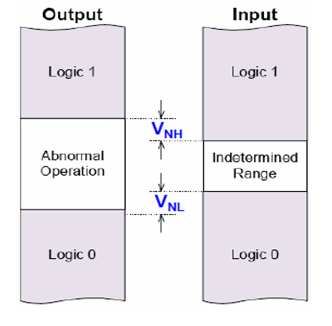 Output
Input
Logic 1
Logic 1
VNH
Abnormal
Operation
Indetermined
Range
VNL
Logic 0
Logic 0